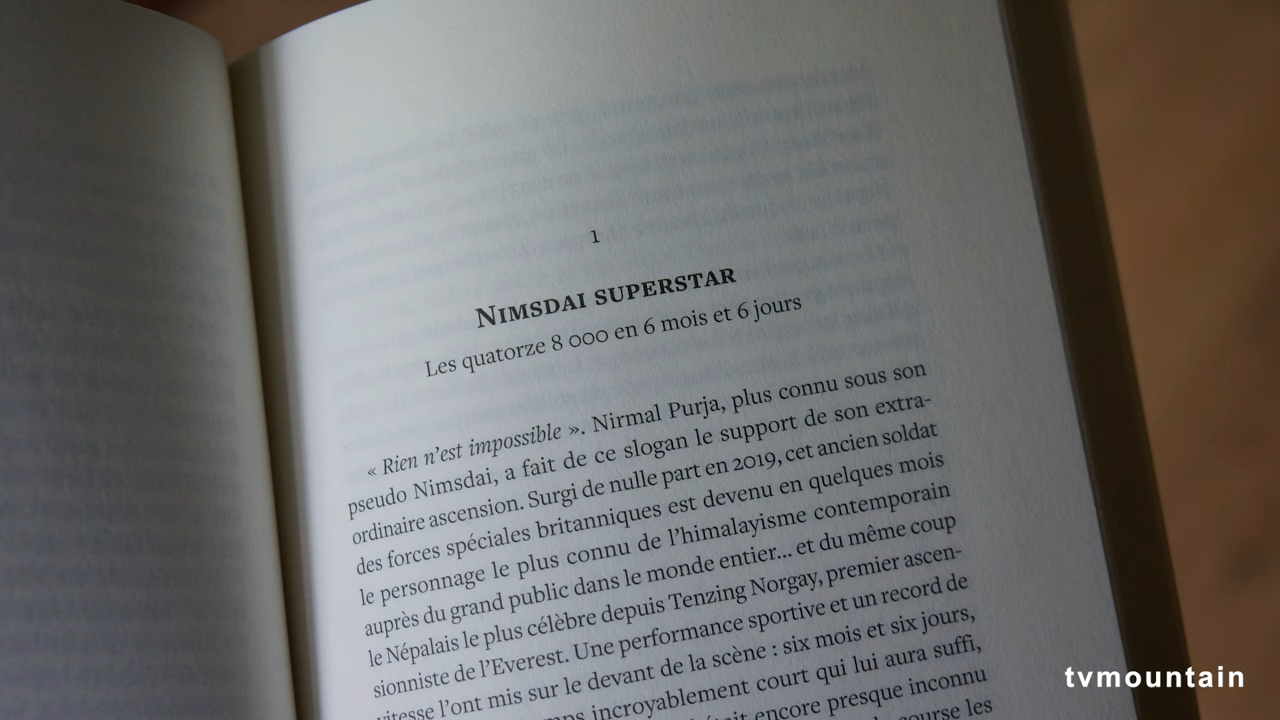 1
NIMSDAI SUPERSTAR
Les quatorze 8 000 en 6 mois et 6 jours
« Rien n'est impossible ». Nirmal Purja, plus connu sous son
pseudo Nimsdai, a fait de ce slogan le support de son extra-
ordinaire ascension. Surgi de nulle part en 2019, cet ancien soldat
des forces spéciales britanniques est devenu en quelques mois
le personnage le plus connu de l'himalayisme contemporain
auprès du grand public dans le monde entier... et du même coup
le Népalais le plus célèbre depuis Tenzing Norgay, premier ascen-
sionniste de l'Everest. Une performance sportive et un record de
vitesse l'ont mis sur le devant de la scène : six mois et six jours,
incroyablement court qui lui aura suffi,
encore presque inconnu
course les
tvmountain